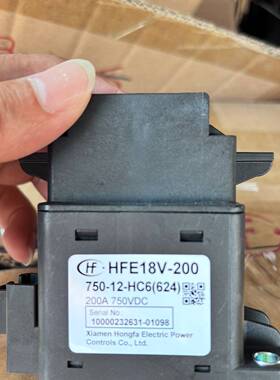 HF HFE18V-200
750-12-HC6(624)
200A 750VDC
Serial No.:
10000232631-01098
Xiamen Hongfa Electric Power
Controls Co., Ltd.